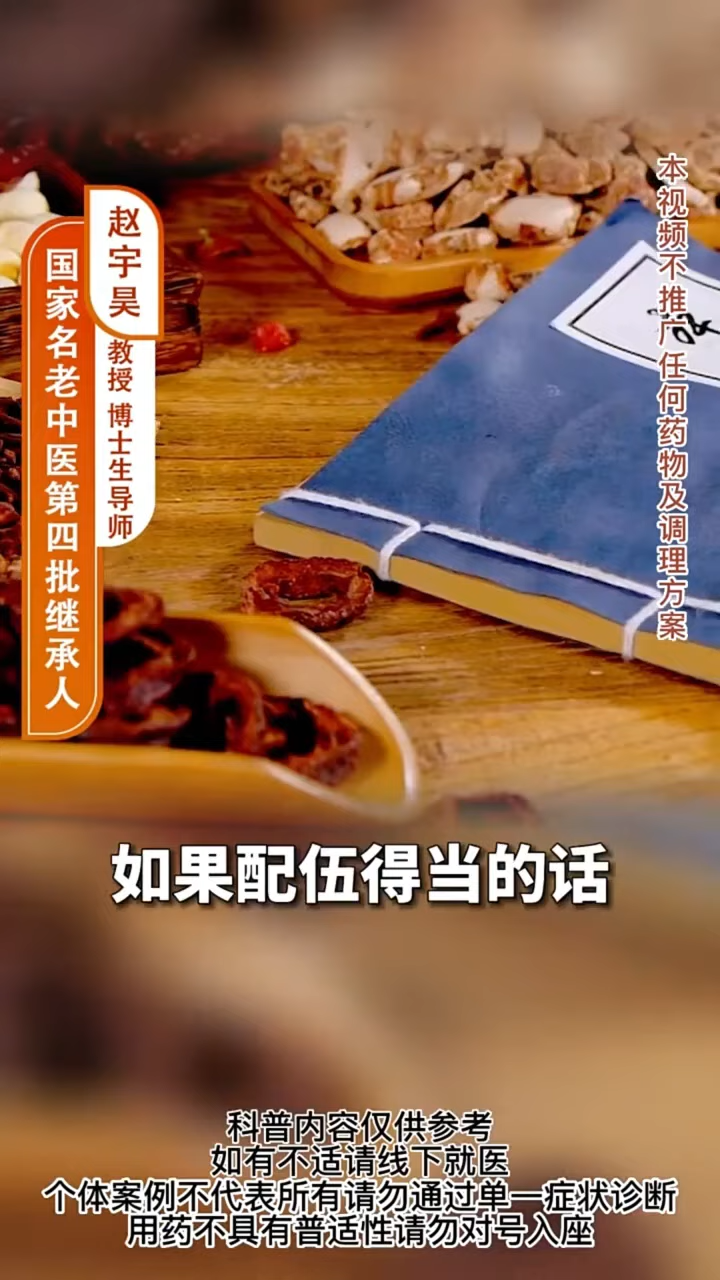 赵宇昊
教授 博士生导师
国家名老中医第四批继承人
本视频不推广任何药物及调理方案
如果配伍得当的话
科普内容仅供参考
如有不适请线下就医
个体案例不代表所有请勿通过单一症状诊断
用药不具有普适性请勿对号入座